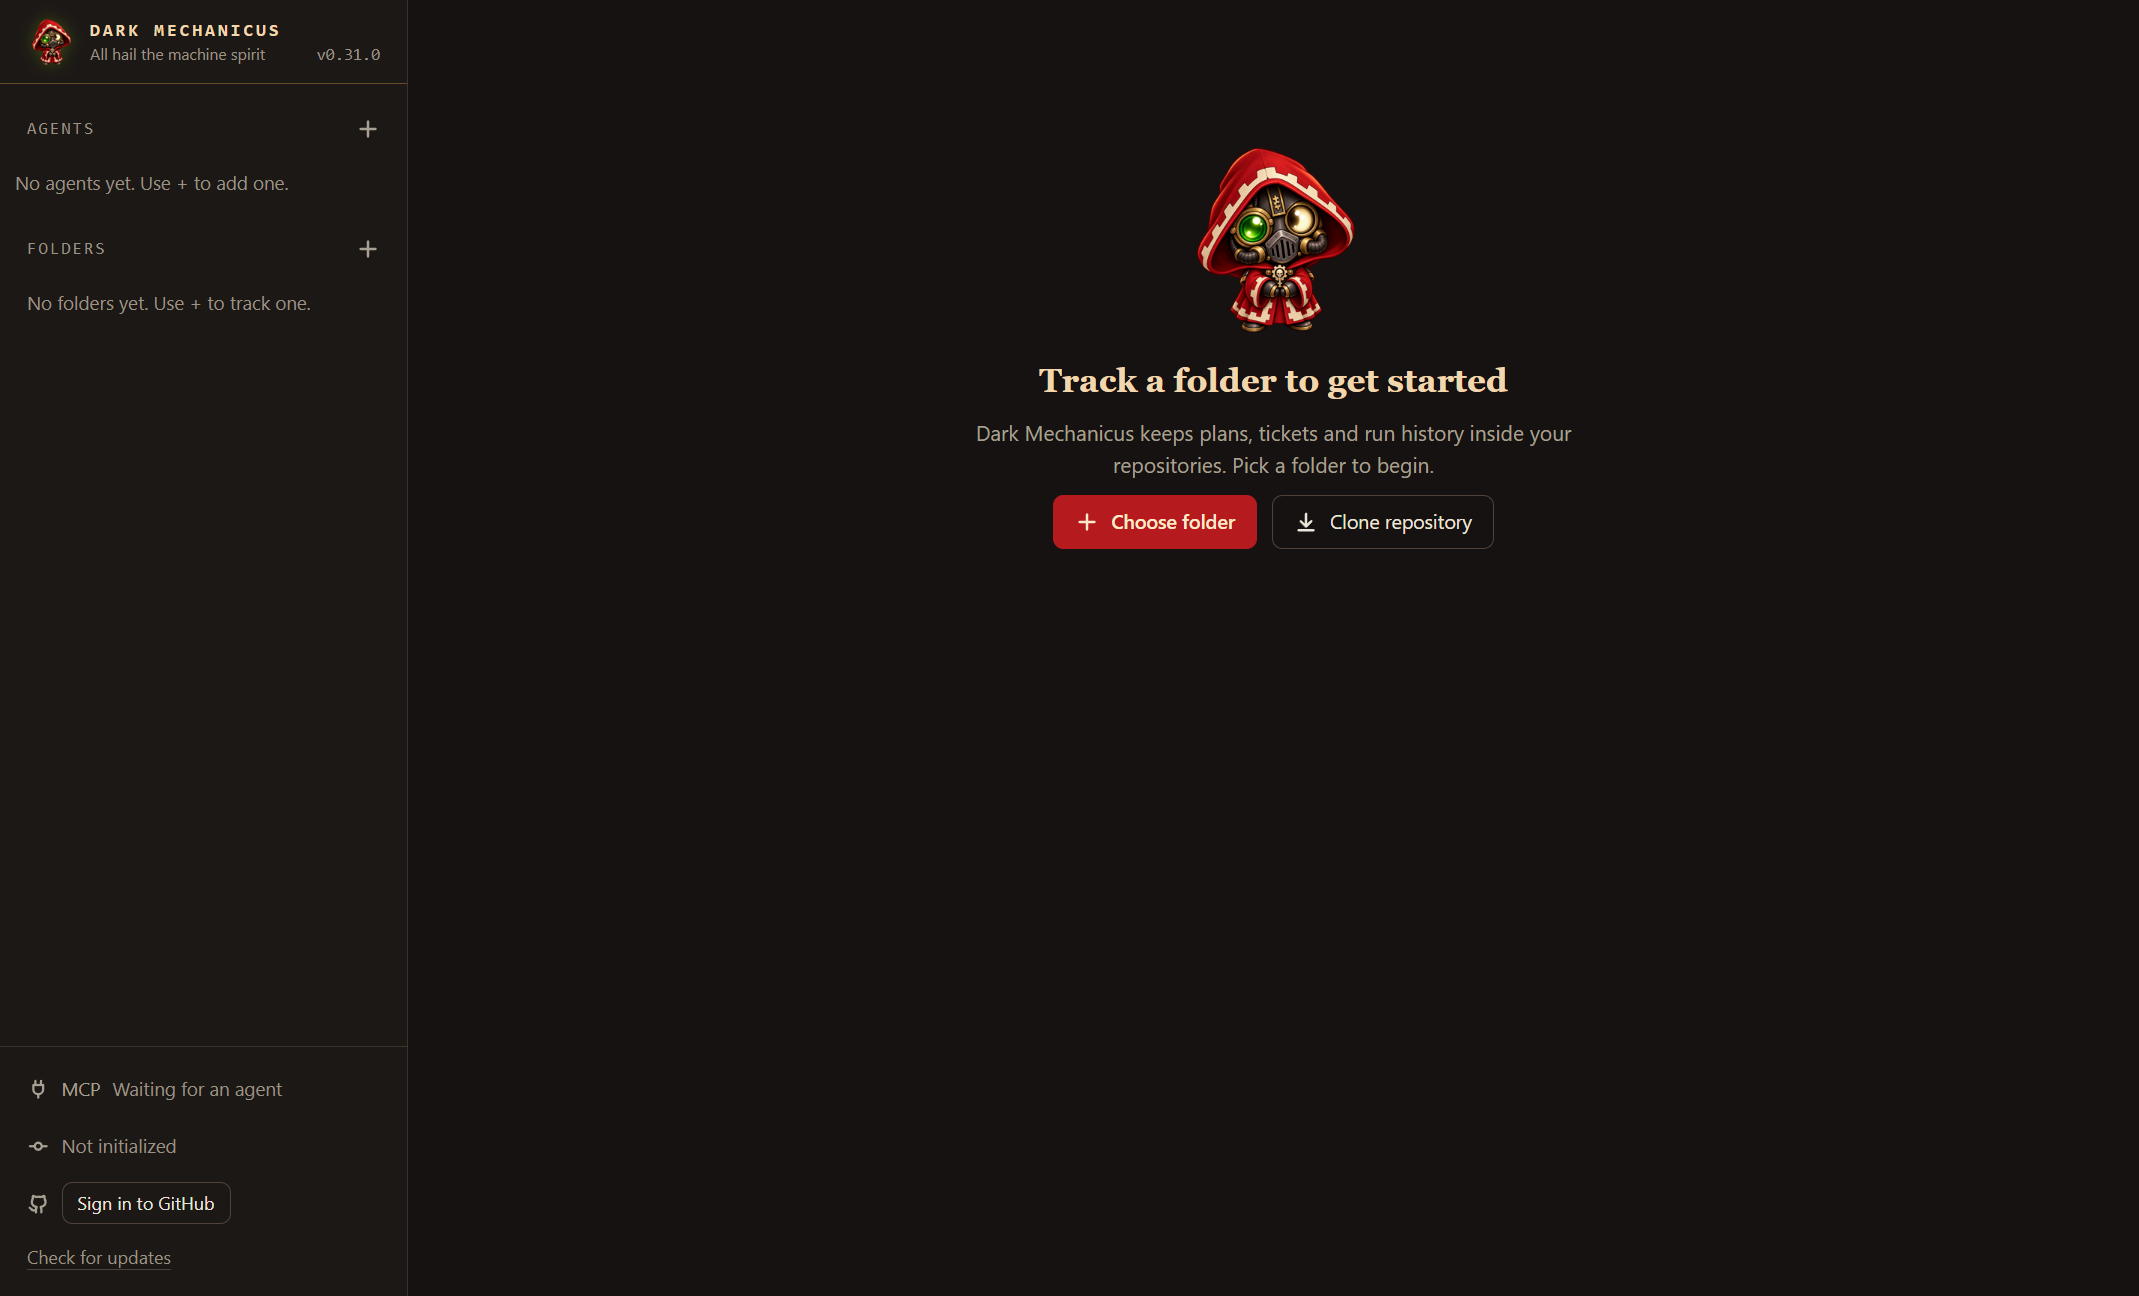 DARK MECHANICUS
All hail the machine spirit
v0.31.0
AGENTS
No agents yet. Use + to add one.
FOLDERS
No folders yet. Use + to track one.
Track a folder to get started
Dark Mechanicus keeps plans, tickets and run history inside your
repositories. Pick a folder to begin.
Choose folder
Clone repository
MCP Waiting for an agent
Not initialized
Sign in to GitHub
Check for updates